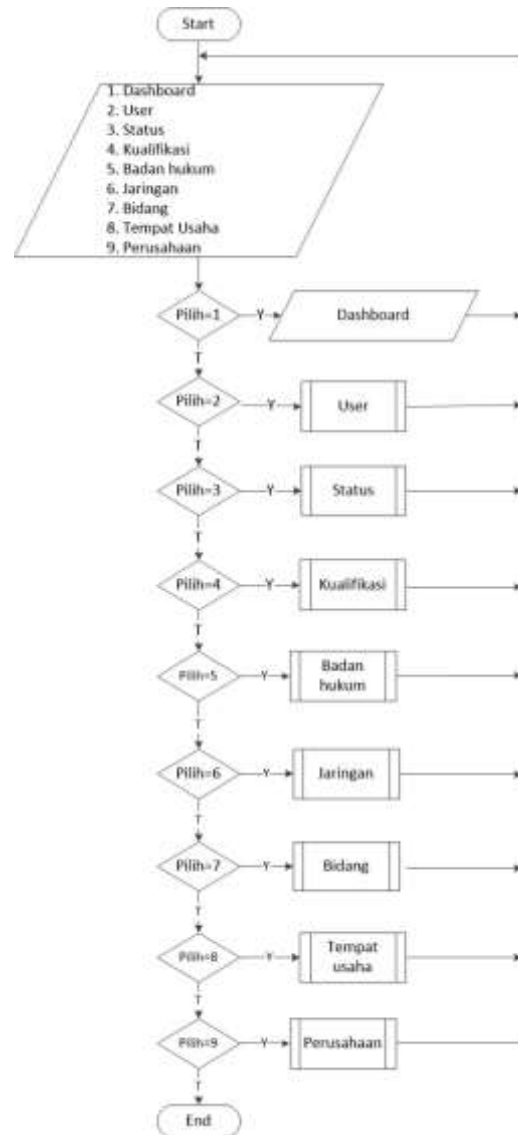 Start
1. Dashboard
2. User
3. Status
4. Kualifikasi
5. Badan hukum
6. Jaringan
7. Bidang
8. Tempat Usaha
9. Perusahaan
Pilih=1
Y
Dashboard
T
Pilih=2
Y
User
T
Pilih=3
Y
Status
T
Pilih=4
Y
Kualifikasi
T
Pilih=5
Y
Badan
hukum
T
Pilih=6
Y
Jaringan
T
Pilih=7
Y
Bidang
Y
Pilih=8
Y
Tempat
usaha
T
Pilih=9
Y
Perusahaan
T
End